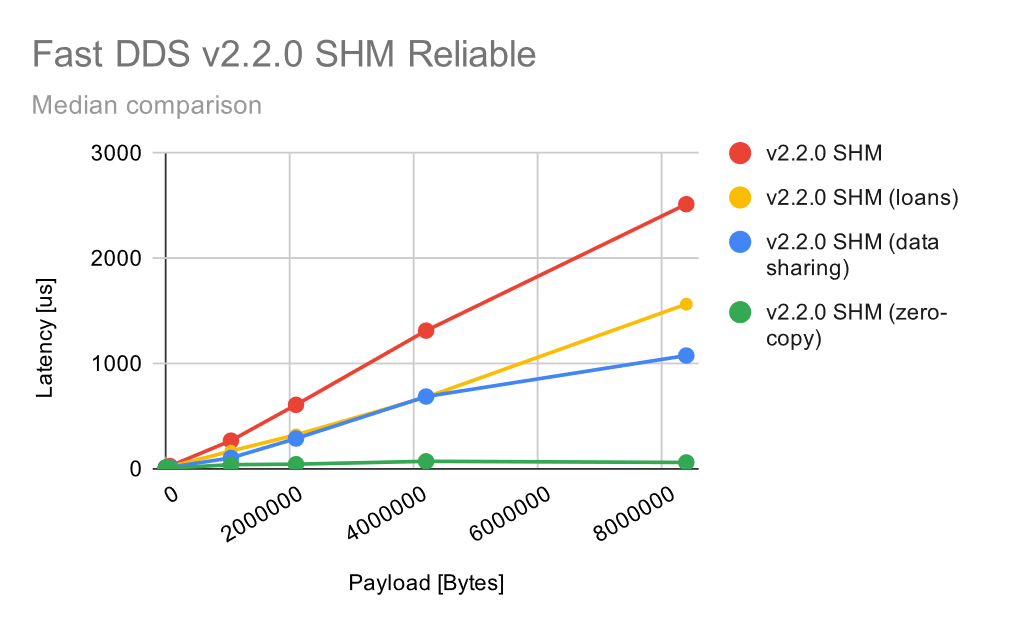 Fast DDS v2.2.0 SHM Reliable
Median comparison
3000
2000
1000
0
Latency [us]
0
2000000
4000000
6000000
8000000
Payload [Bytes]
v2.2.0 SHM
v2.2.0 SHM (loans)
v2.2.0 SHM (data
sharing)
v2.2.0 SHM (zero-
copy)